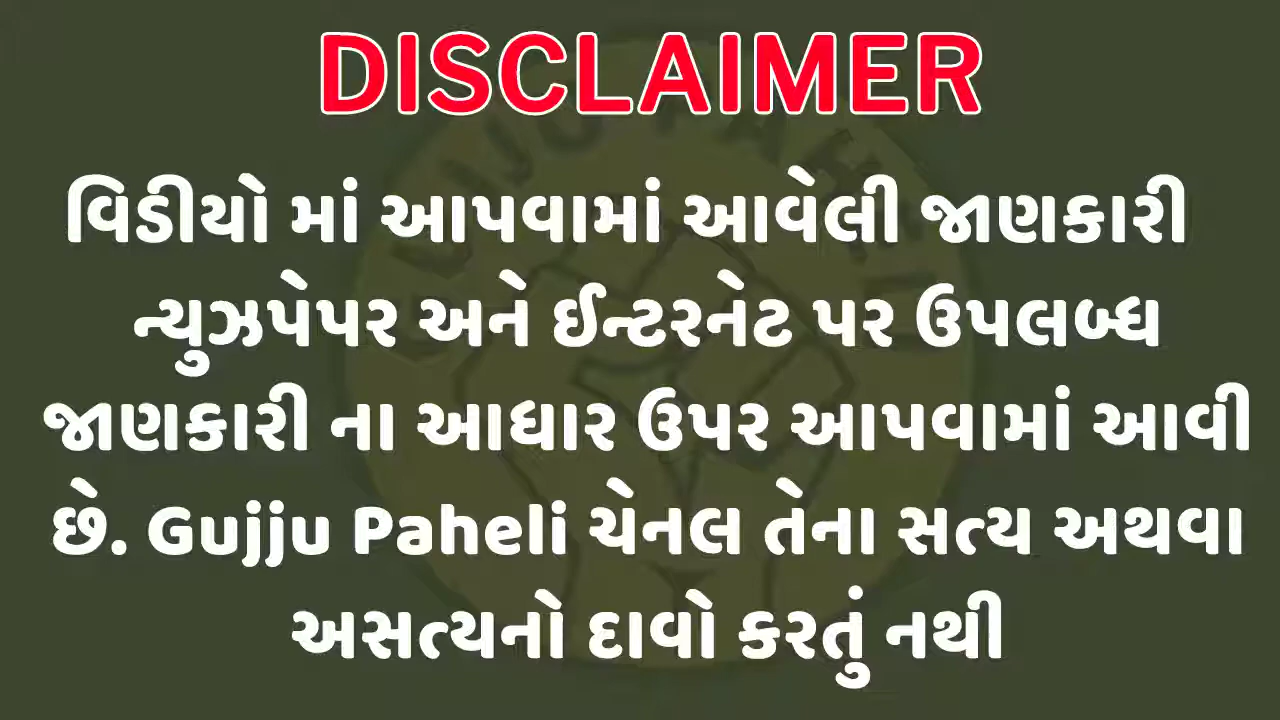 DISCLAIMER
વિડીયો માં આપવામાં આવેલી જાણકારી
ન્યુઝપેપર અને ઈન્ટરનેટ પર ઉપલબ્ધ
જાણકારી ના આધાર ઉપર આપવામાં આવી
છે. Gujju Paheli ચેનલ તેના સત્ય અથવા
અસત્યનો દાવો કરતું નથી